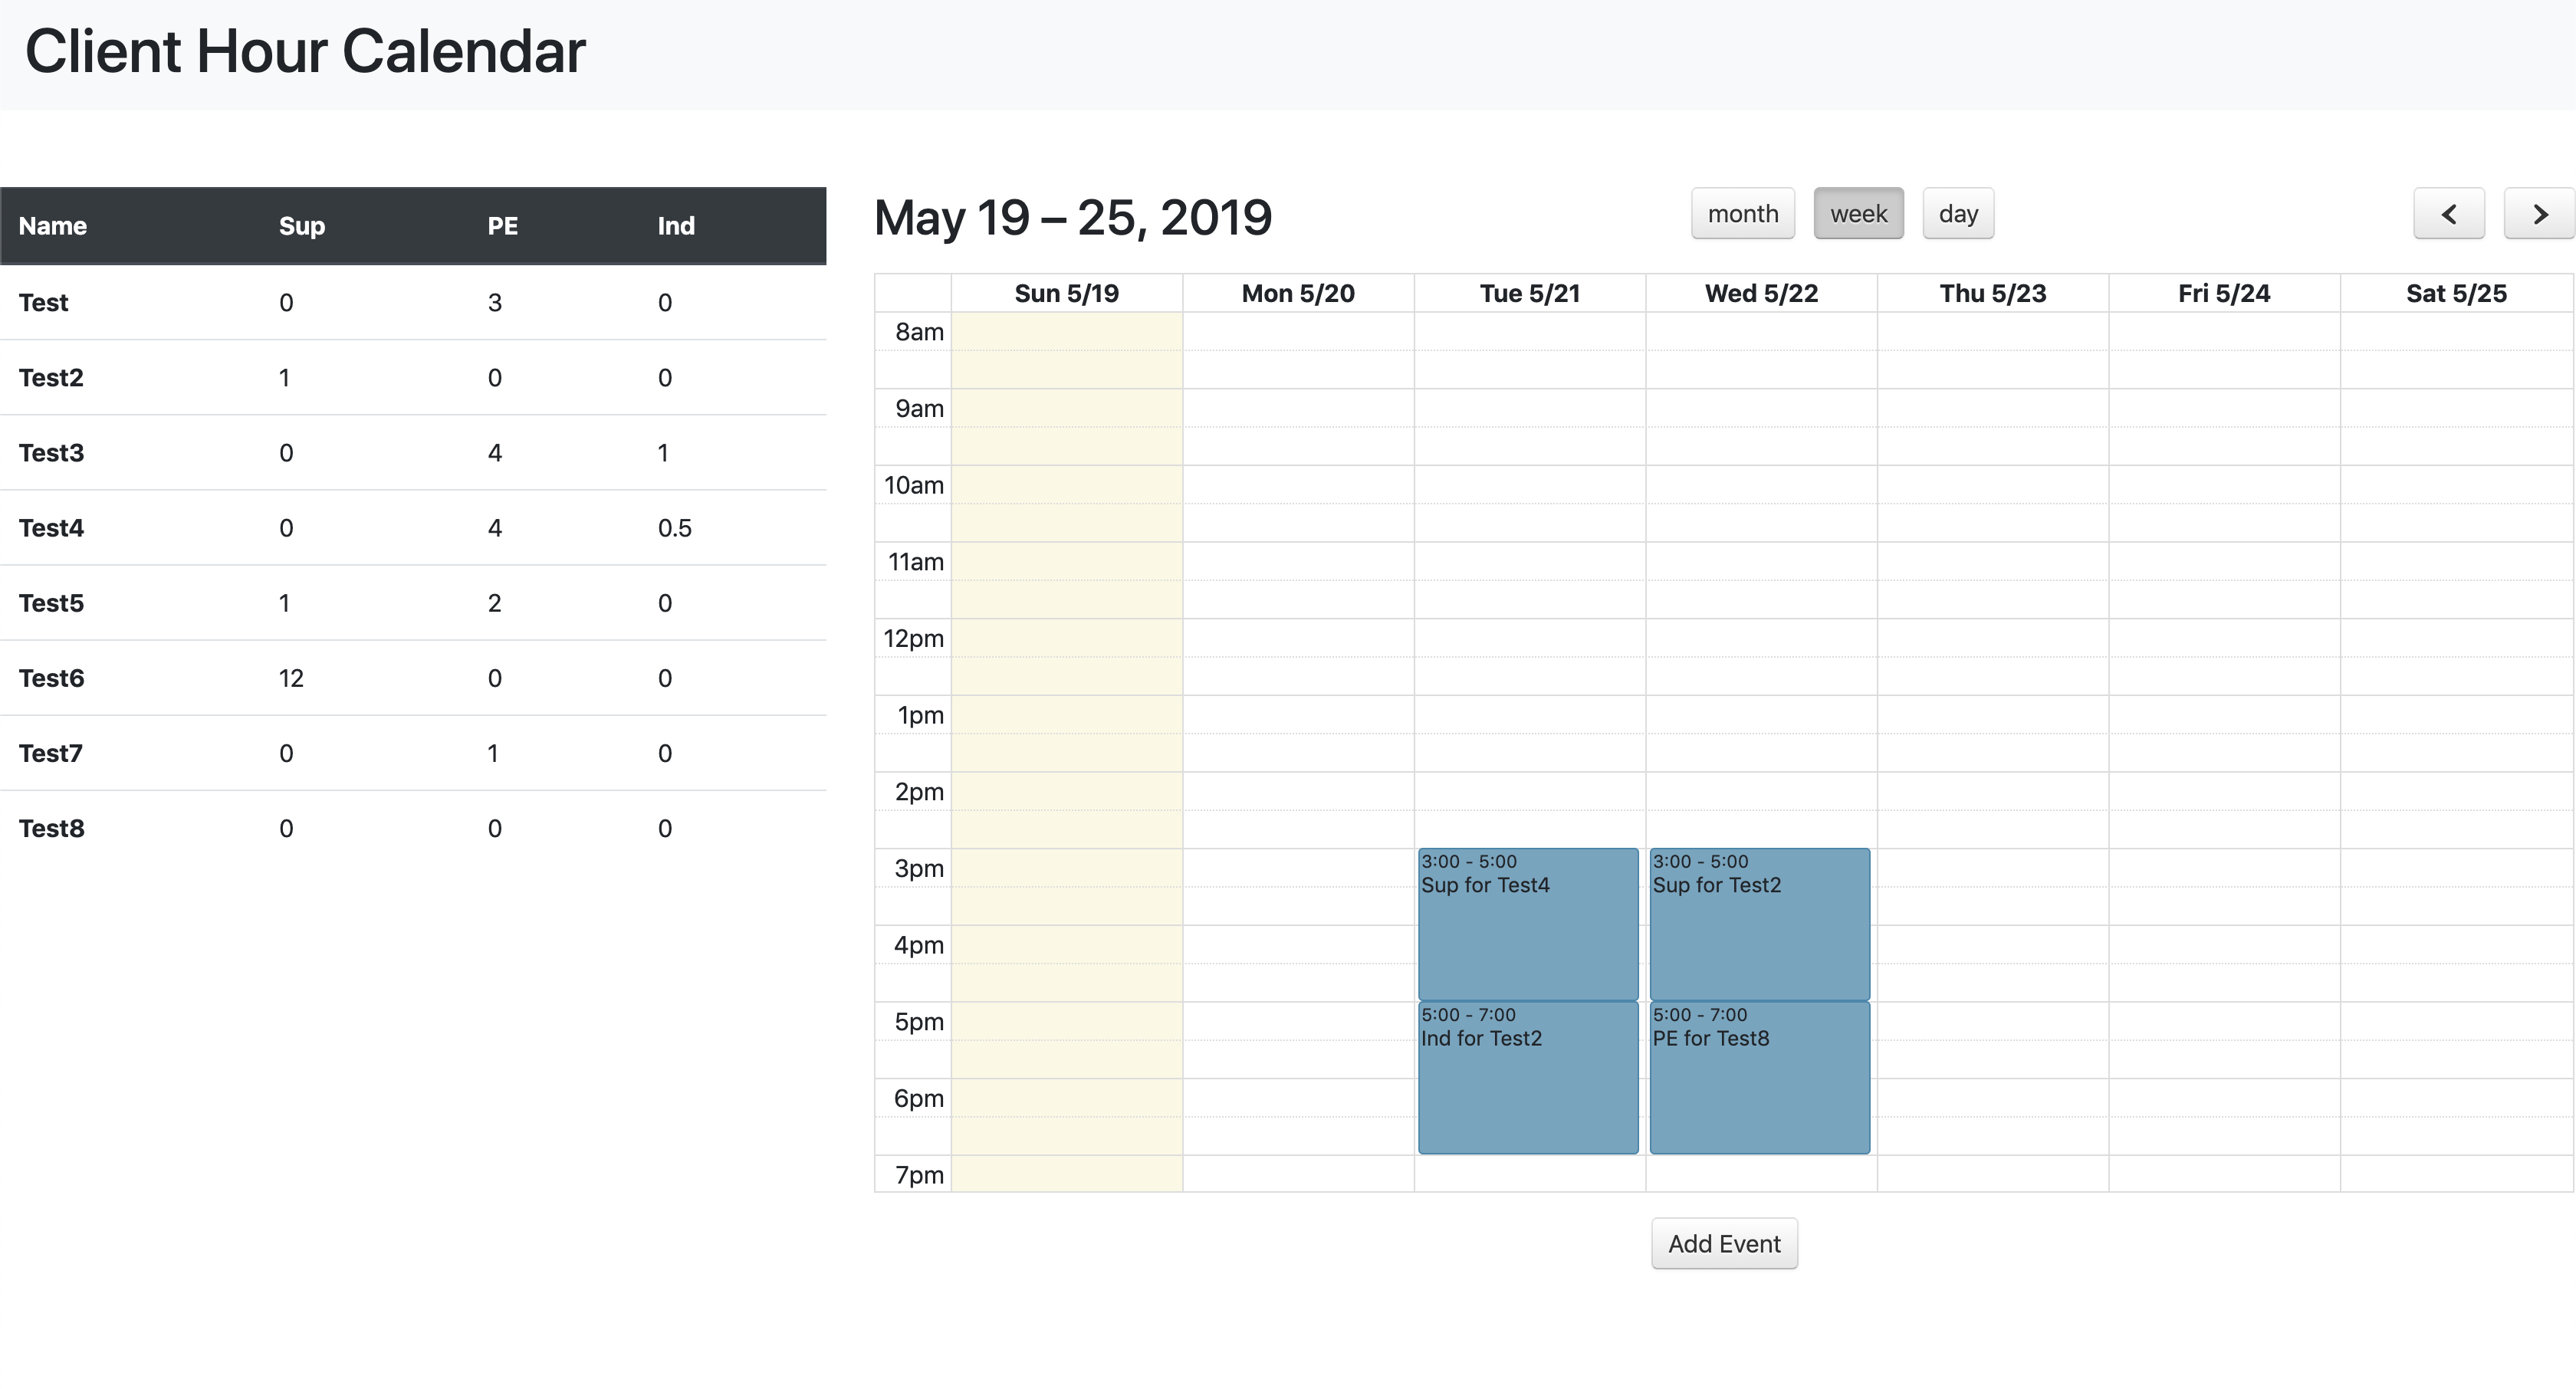 Client Hour Calendar
Name Sup PE Ind
Test 0 3 0
Test2 1 0 0
Test3 0 4 1
Test4 0 4 0.5
Test5 1 2 0
Test6 12 0 0
Test7 0 1 0
Test8 0 0 0
May 19 – 25, 2019
month week day
Sun 5/19 Mon 5/20 Tue 5/21 Wed 5/22 Thu 5/23 Fri 5/24 Sat 5/25
8am
9am
10am
11am
12pm
1pm
2pm
3pm
4pm
5pm
6pm
7pm
3:00 - 5:00
Sup for Test4
5:00 - 7:00
Ind for Test2
3:00 - 5:00
Sup for Test2
5:00 - 7:00
PE for Test8
Add Event